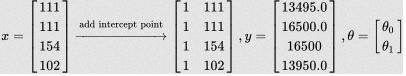 x = [111 111 154 102] add intercept point → [1 111 1 111 1 154 1 102], y = [13495.0 16500.0 16500 13950.0], θ = [θ₀ θ₁]